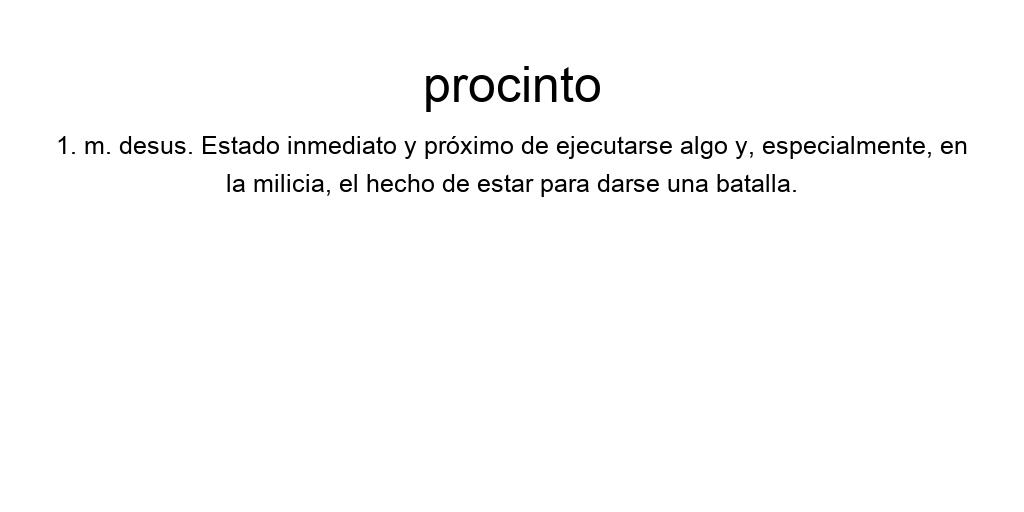 procinto
1. m. desus. Estado inmediato y próximo de ejecutarse algo y, especialmente, en
la milicia, el hecho de estar para darse una batalla.